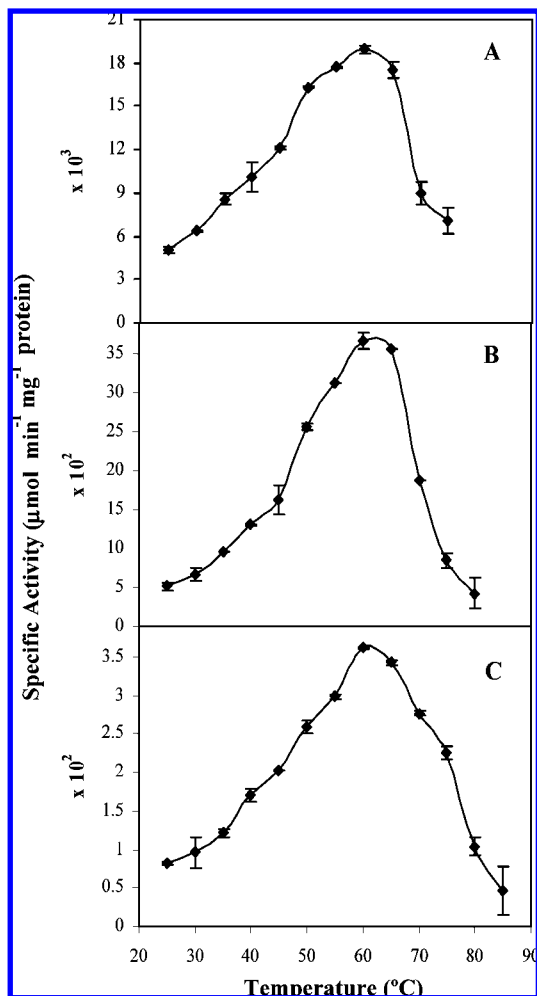 Specific Activity (µmol min⁻¹ mg⁻¹ protein)
A
x 10³
21
18
15
12
9
6
3
0
B
x 10²
35
30
25
20
15
10
5
0
C
x 10²
3.5
3
2.5
2
1.5
1
0.5
0
20 30 40 50 60 70 80 90
Temperature (ºC)